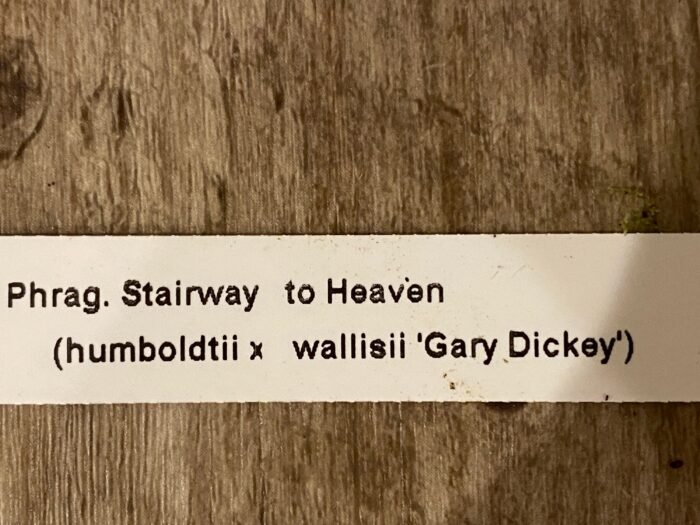 Phrag. Stairway to Heaven
(humboldtii x wallisii 'Gary Dickey')